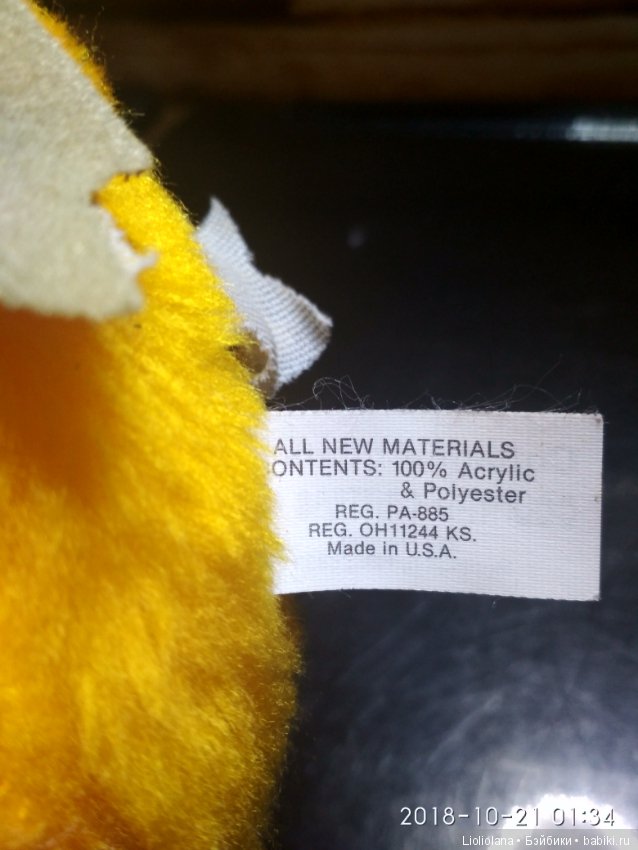 ALL NEW MATERIALS
ONTENTS: 100% Acrylic
& Polyester
REG. PA-885
REG. OH11244 KS.
Made in U.S.A.
2018-10-21 01:34
Lioliolana • Бэйбики • babiki.ru